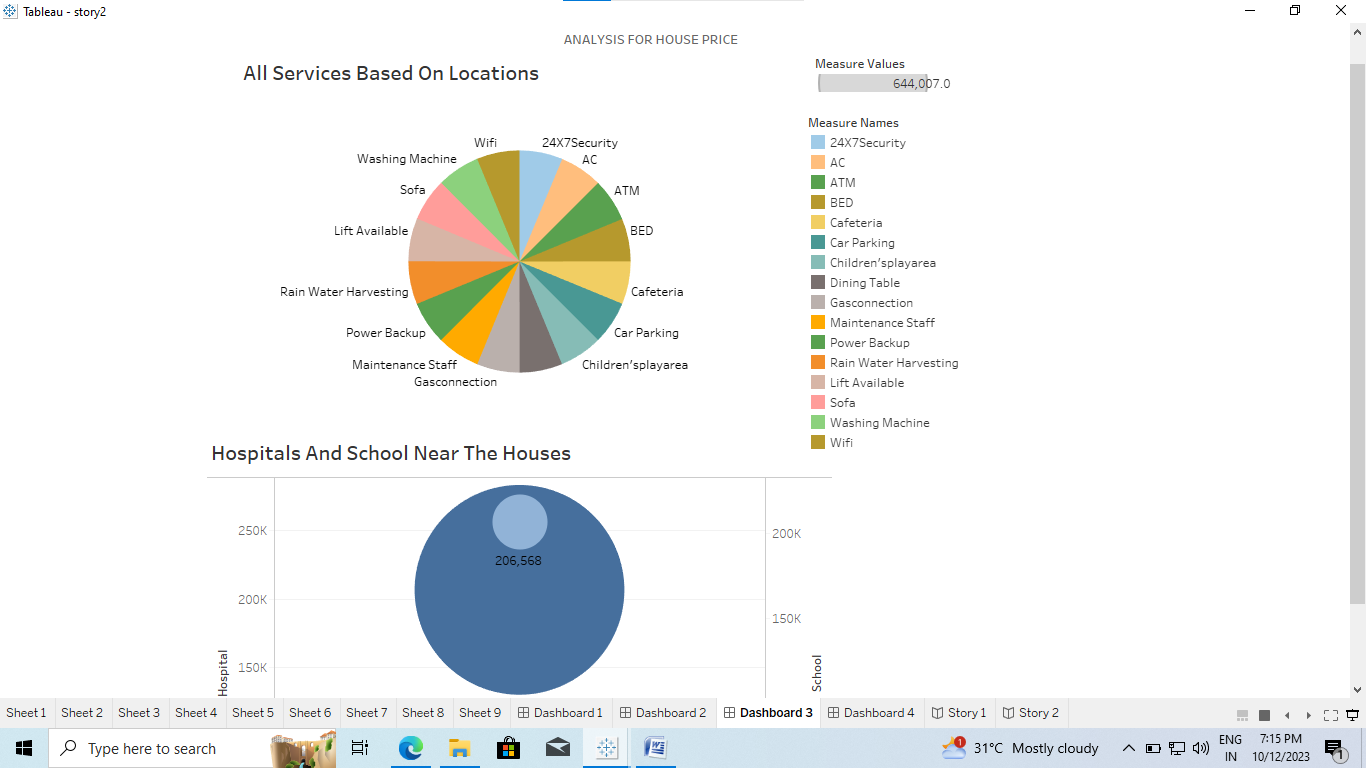 Tableau - story2
ANALYSIS FOR HOUSE PRICE
All Services Based On Locations
Measure Values
644,007.0
Measure Names
24X7Security
AC
ATM
BED
Cafeteria
Car Parking
Children'splayarea
Dining Table
Gasconnection
Maintenance Staff
Power Backup
Rain Water Harvesting
Lift Available
Sofa
Washing Machine
Wifi
Wifi
24X7Security
Washing Machine
AC
Sofa
ATM
Lift Available
BED
Rain Water Harvesting
Cafeteria
Power Backup
Car Parking
Maintenance Staff
Children'splayarea
Gasconnection
Hospitals And School Near The Houses
250K
200K
150K
Hospital
206,568
200K
150K
School
Sheet 1 Sheet 2 Sheet 3 Sheet 4 Sheet 5 Sheet 6 Sheet 7 Sheet 8 Sheet 9 Dashboard 1 Dashboard 2 Dashboard 3 Dashboard 4 Story 1 Story 2
Type here to search
1
31°C Mostly cloudy
ENG
IN
7:15 PM
10/12/2023
1